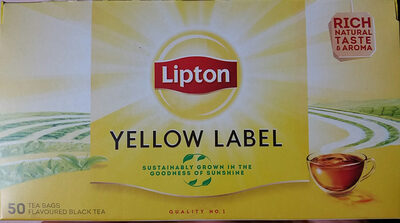 RICH
NATURAL
TASTE
& AROMA
Lipton
YELLOW LABEL
SUSTAINABLY GROWN IN THE
GOODNESS OF SUNSHINE
50 TEA BAGS
FLAVOURED BLACK TEA
QUALITY NO.1